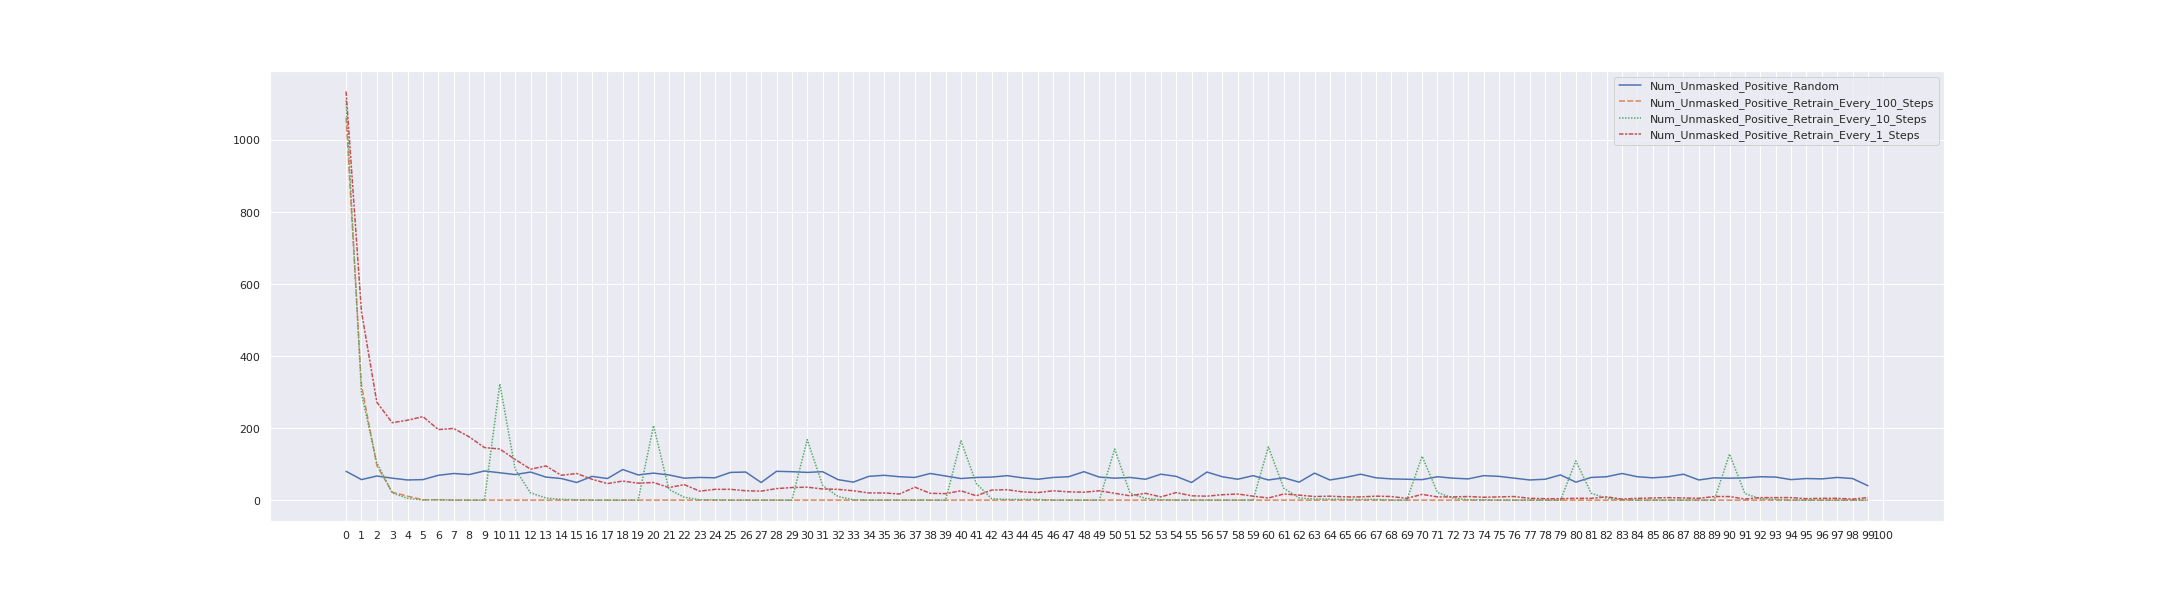 Num_Unmasked_Positive_Random
Num_Unmasked_Positive_Retrain_Every_100_Steps
Num_Unmasked_Positive_Retrain_Every_10_Steps
Num_Unmasked_Positive_Retrain_Every_1_Steps
1000
800
600
400
200
0
0 1 2 3 4 5 6 7 8 9 10 11 12 13 14 15 16 17 18 19 20 21 22 23 24 25 26 27 28 29 30 31 32 33 34 35 36 37 38 39 40 41 42 43 44 45 46 47 48 49 50 51 52 53 54 55 56 57 58 59 60 61 62 63 64 65 66 67 68 69 70 71 72 73 74 75 76 77 78 79 80 81 82 83 84 85 86 87 88 89 90 91 92 93 94 95 96 97 98 99 100